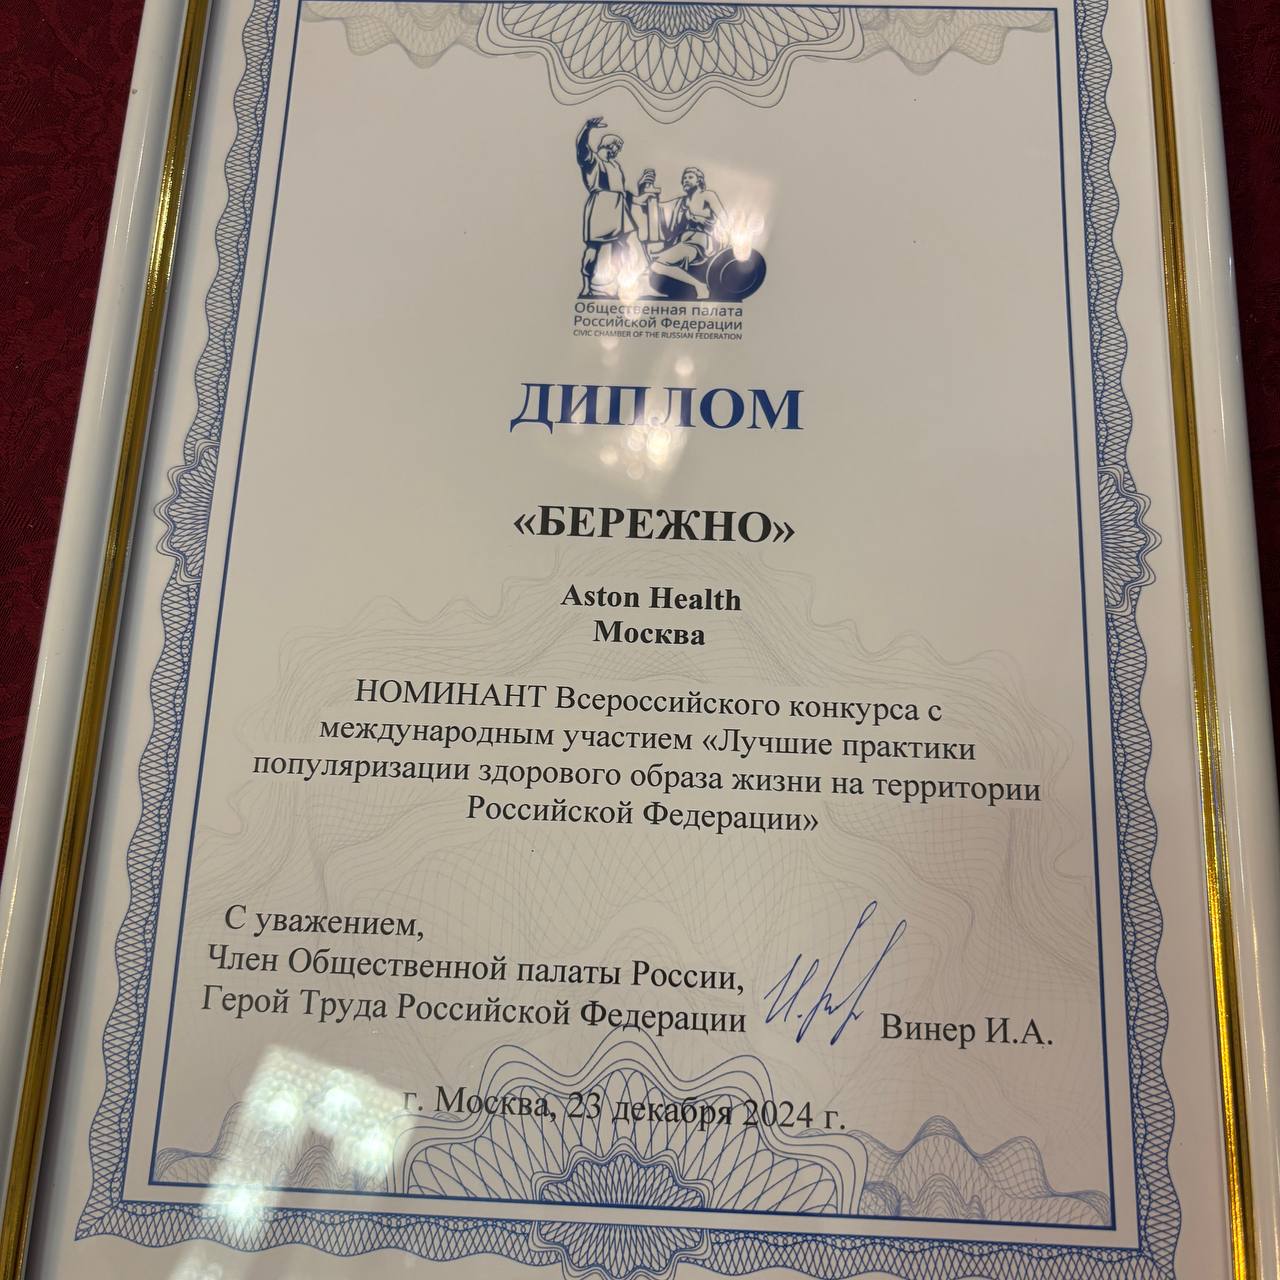 Общественная палата
Российской Федерации
CIVIC CHAMBER OF THE RUSSIAN FEDERATION
ДИПЛОМ
«БЕРЕЖНО»
Aston Health
Москва
НОМИНАНТ Всероссийского конкурса с
международным участием «Лучшие практики
популяризации здорового образа жизни на территории
Российской Федерации»
С уважением,
Член Общественной палаты России,
Герой Труда Российской Федерации Винер И.А.
г. Москва, 23 декабря 2024 г.